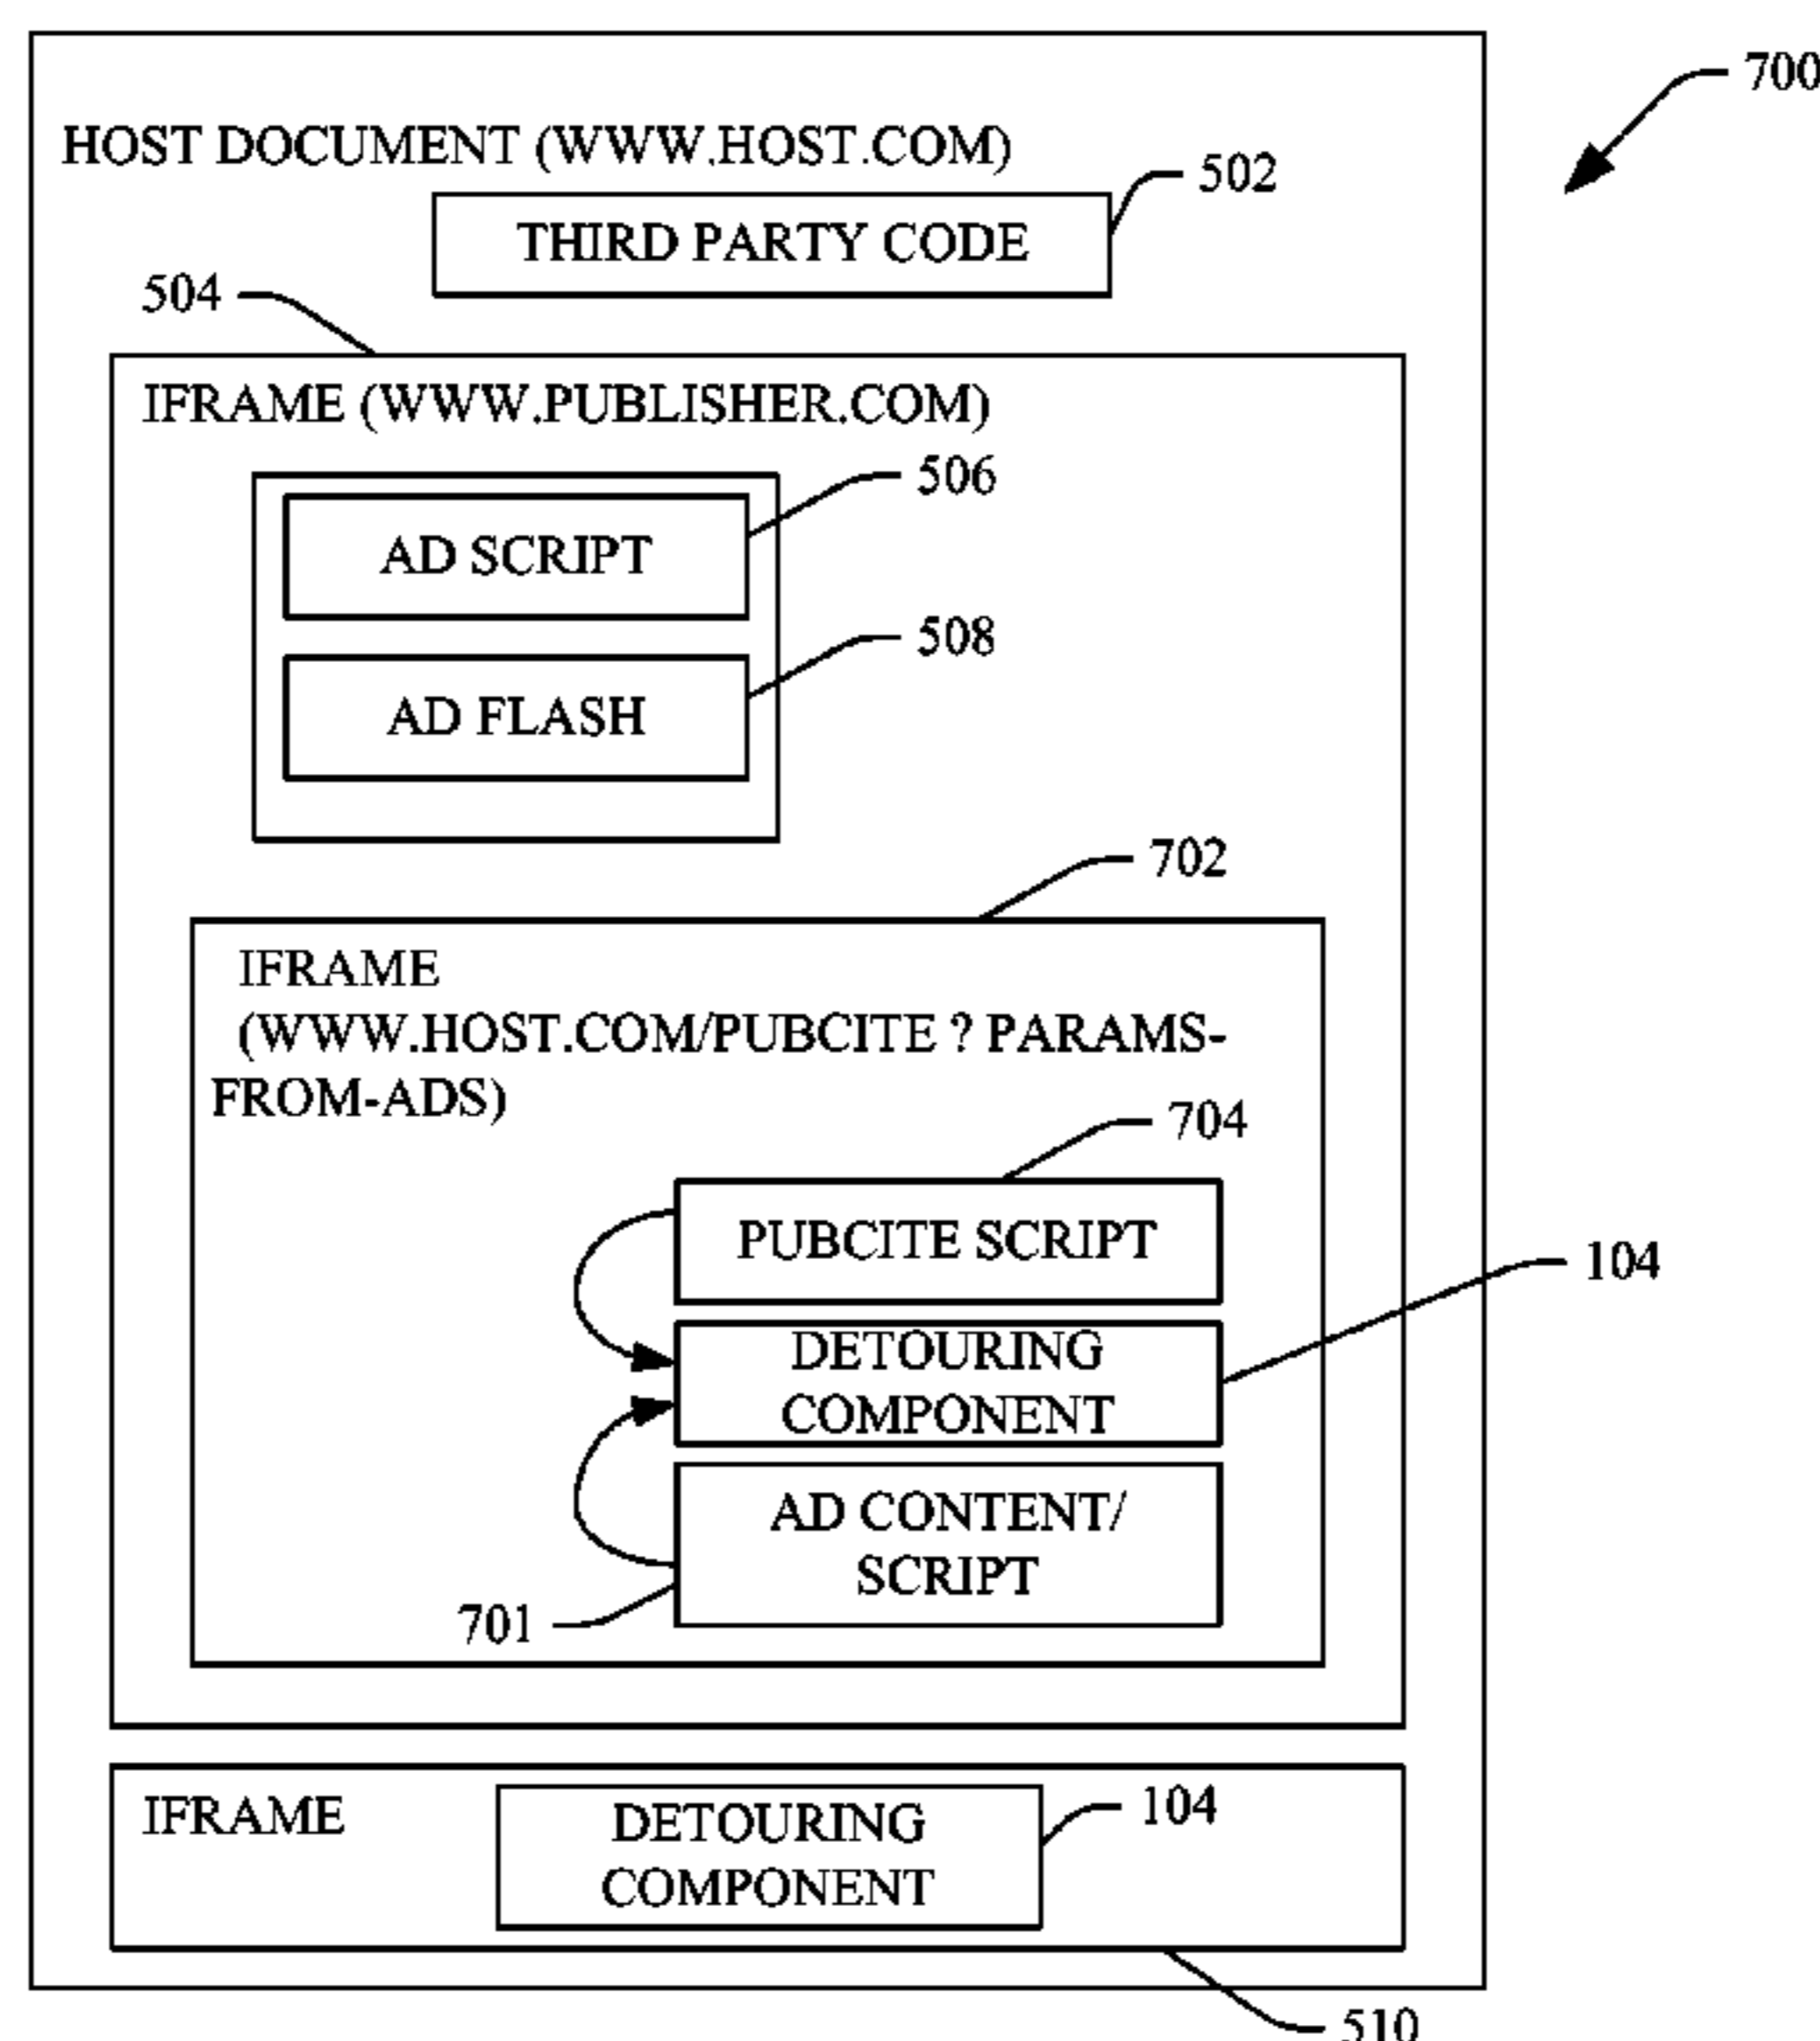 700
HOST DOCUMENT (WWW.HOST.COM)
502
THIRD PARTY CODE
504
IFRAME (WWW.PUBLISHER.COM)
506
AD SCRIPT
508
AD FLASH
702
IFRAME
(WWW.HOST.COM/PUBCITE ? PARAMS-
FROM-ADS)
704
PUBCITE SCRIPT
104
DETOURING
COMPONENT
AD CONTENT/
SCRIPT
701
IFRAME
DETOURING
COMPONENT
104
510